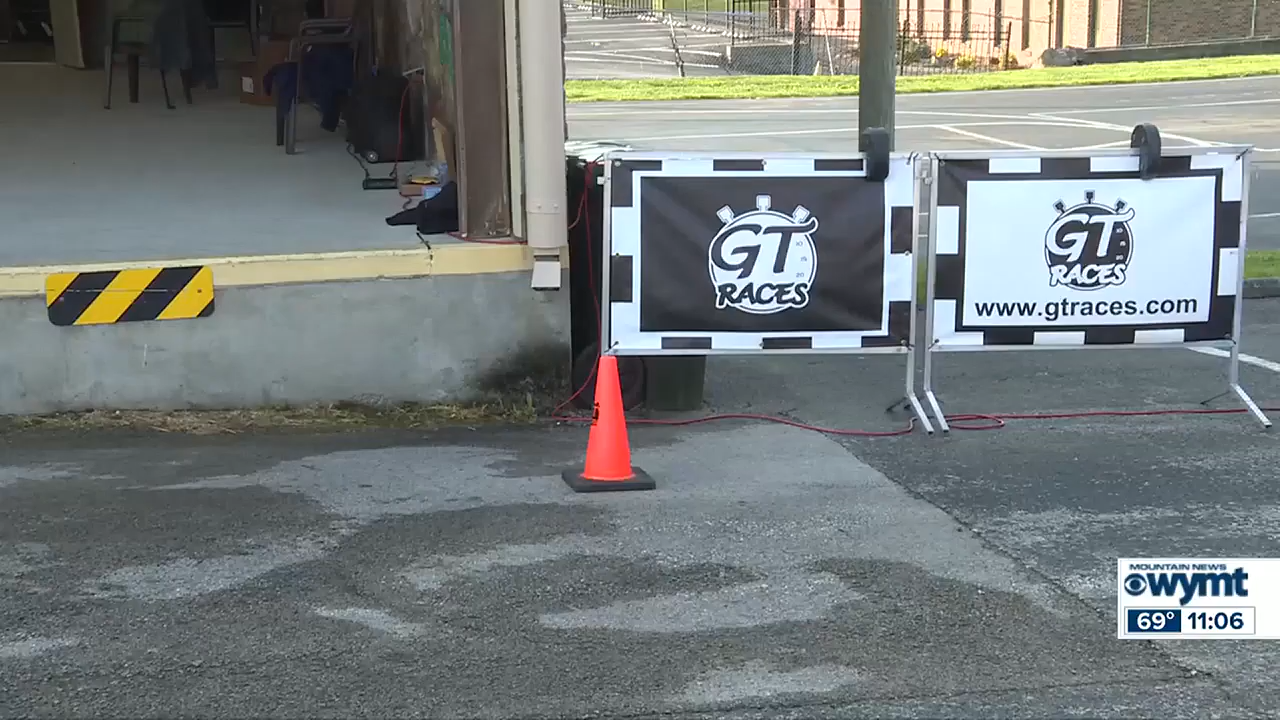 GT
RACES
GT
RACES
www.gtraces.com
MOUNTAIN NEWS
wymt
69° 11:06